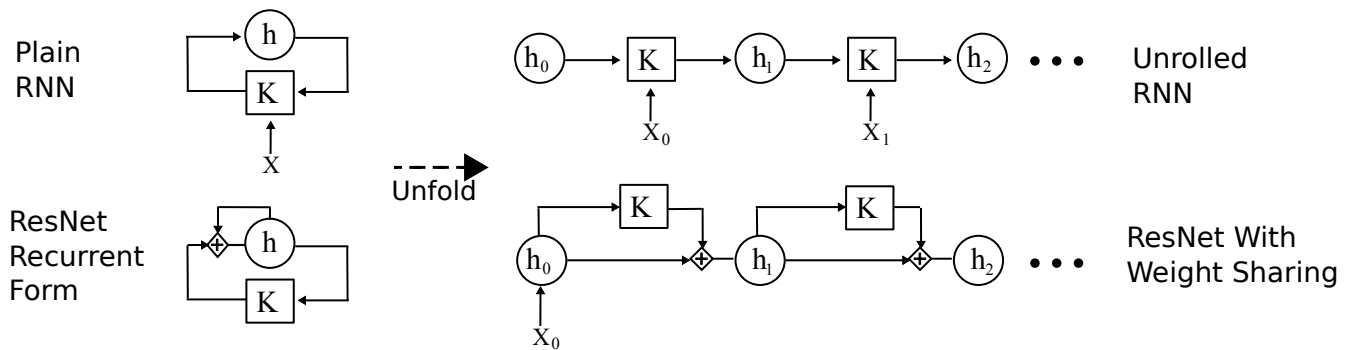 Plain
RNN
h
K
X
h₀
K
h₁
K
h₂
X₀
X₁
Unrolled
RNN
Unfold
ResNet
Recurrent
Form
h
K
h₀
K
h₁
K
h₂
X₀
ResNet With
Weight Sharing